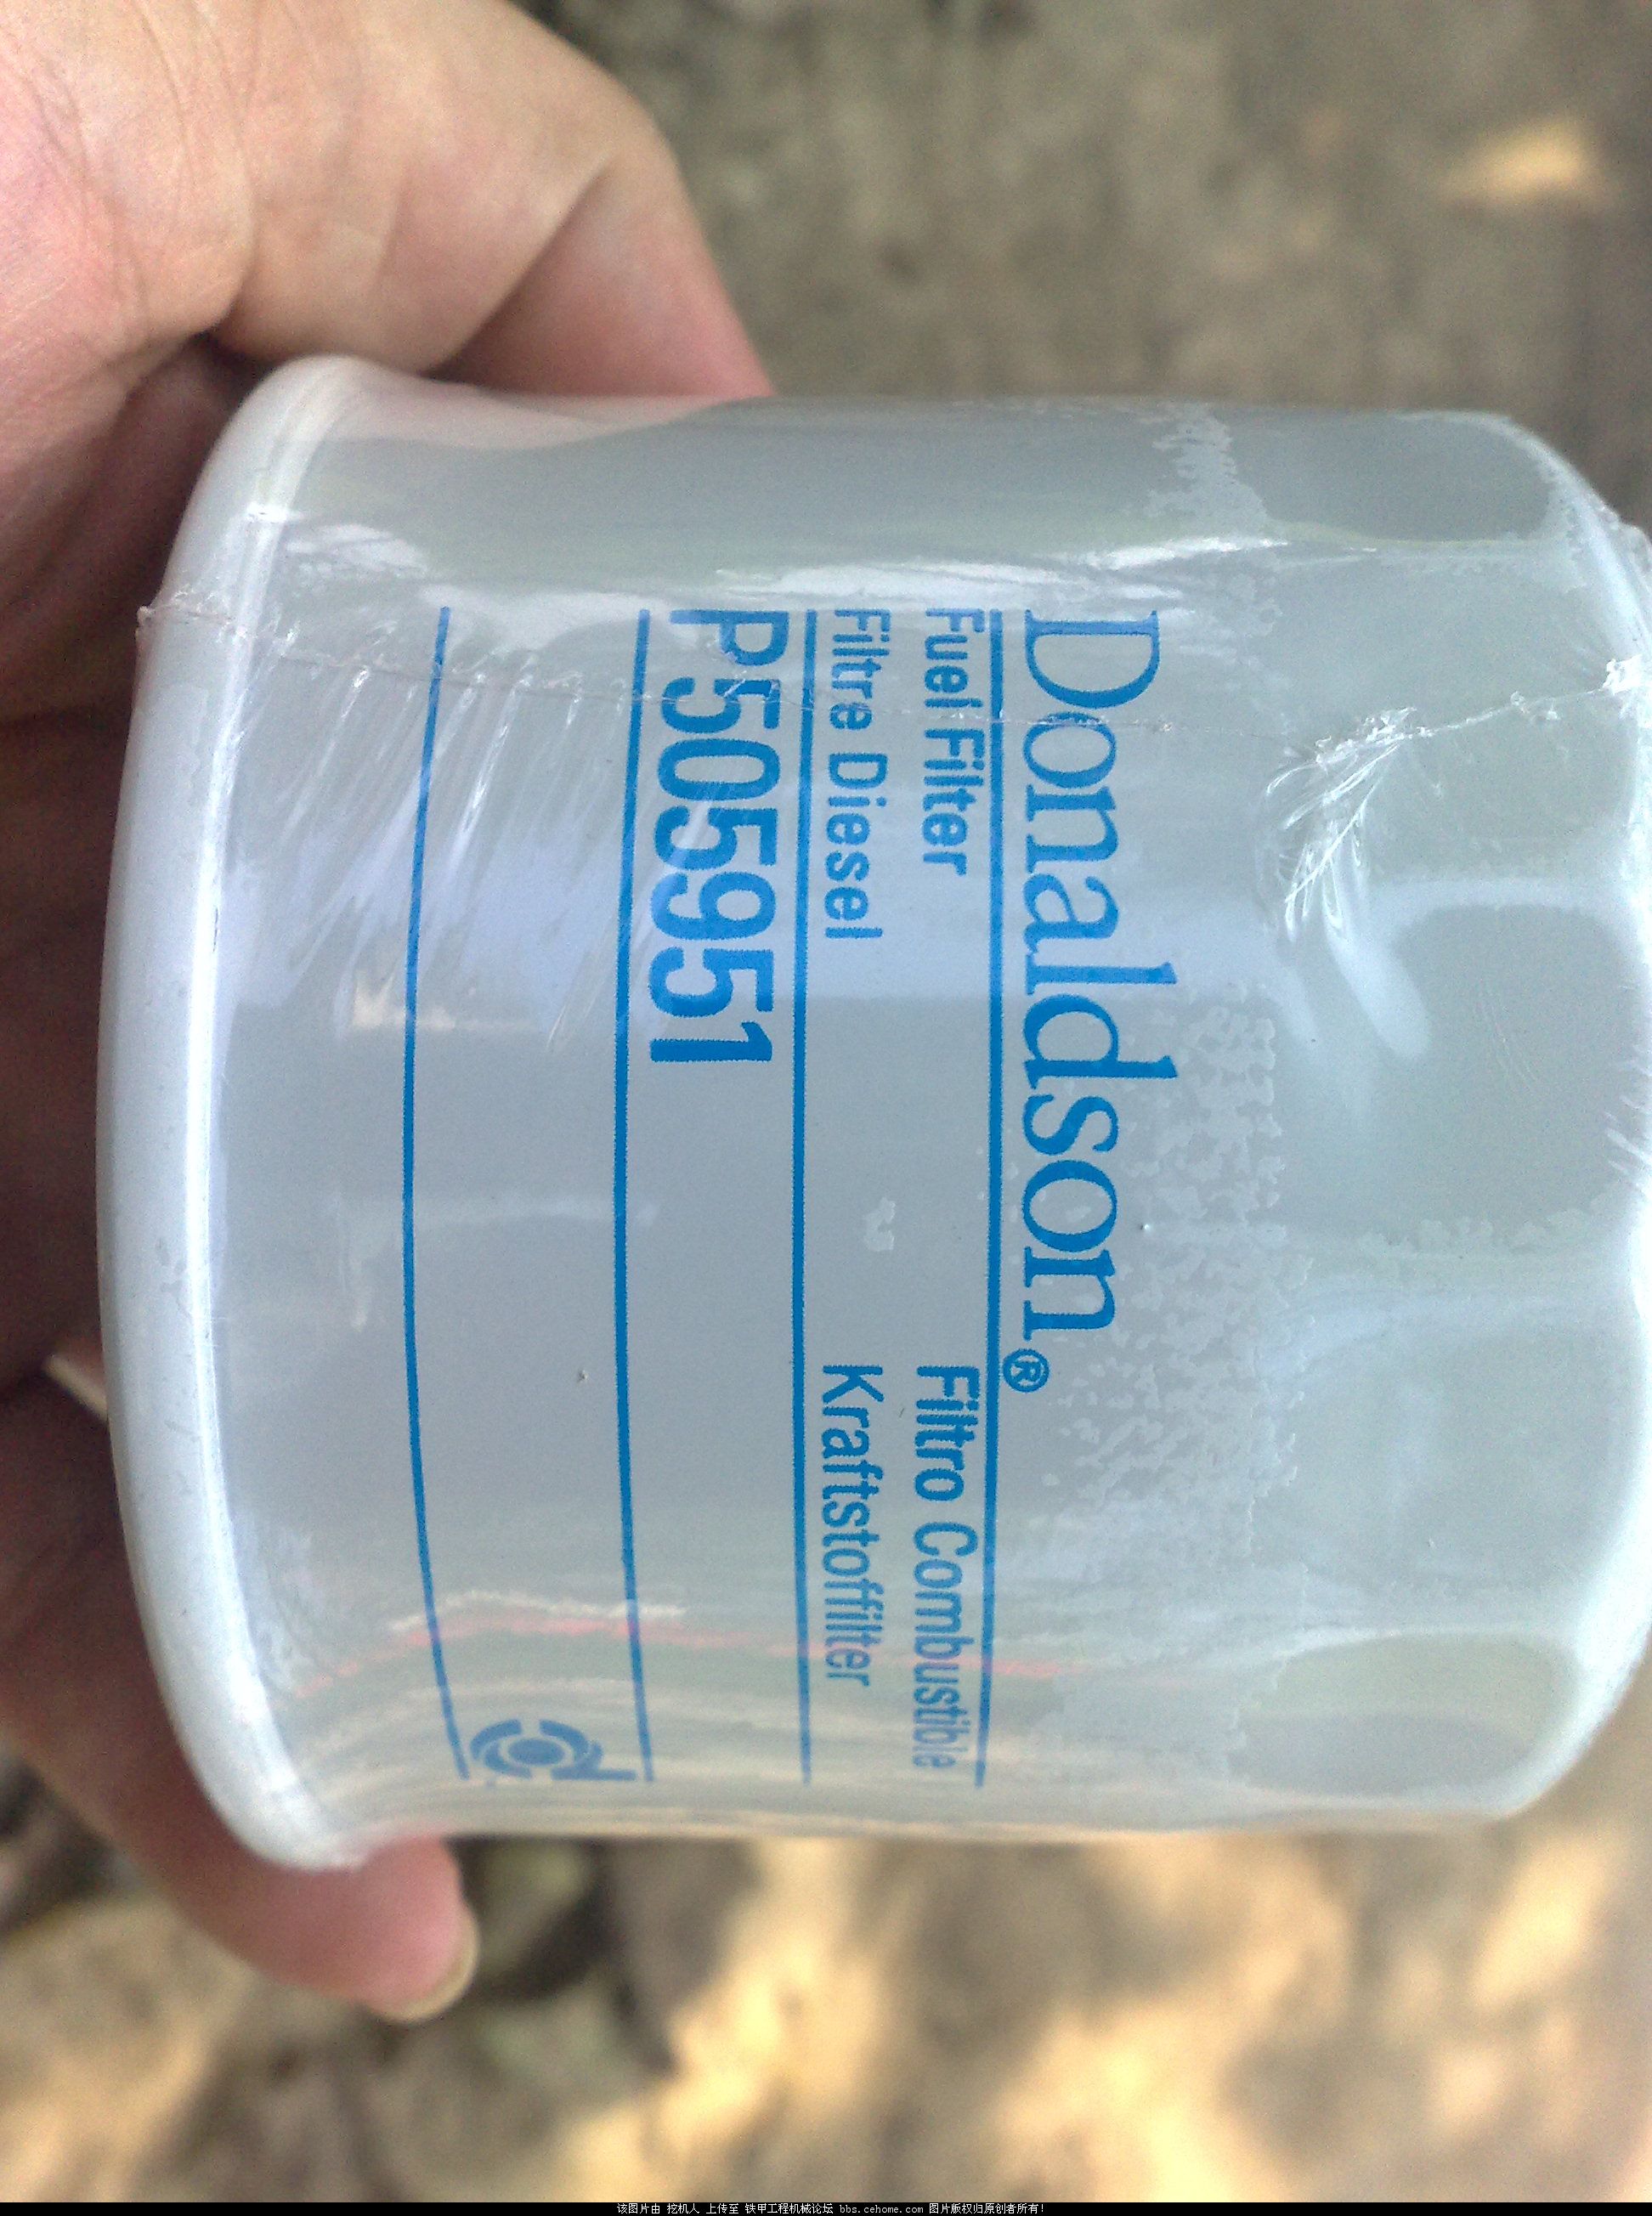 Donaldson®
Fuel Filter Filtro Combustible
Filtre Diesel Kraftstoffilter
P505951
该图片由 挖机人 上传至 铁甲工程机械论坛 bbs.cehome.com 图片版权归原创者所有!